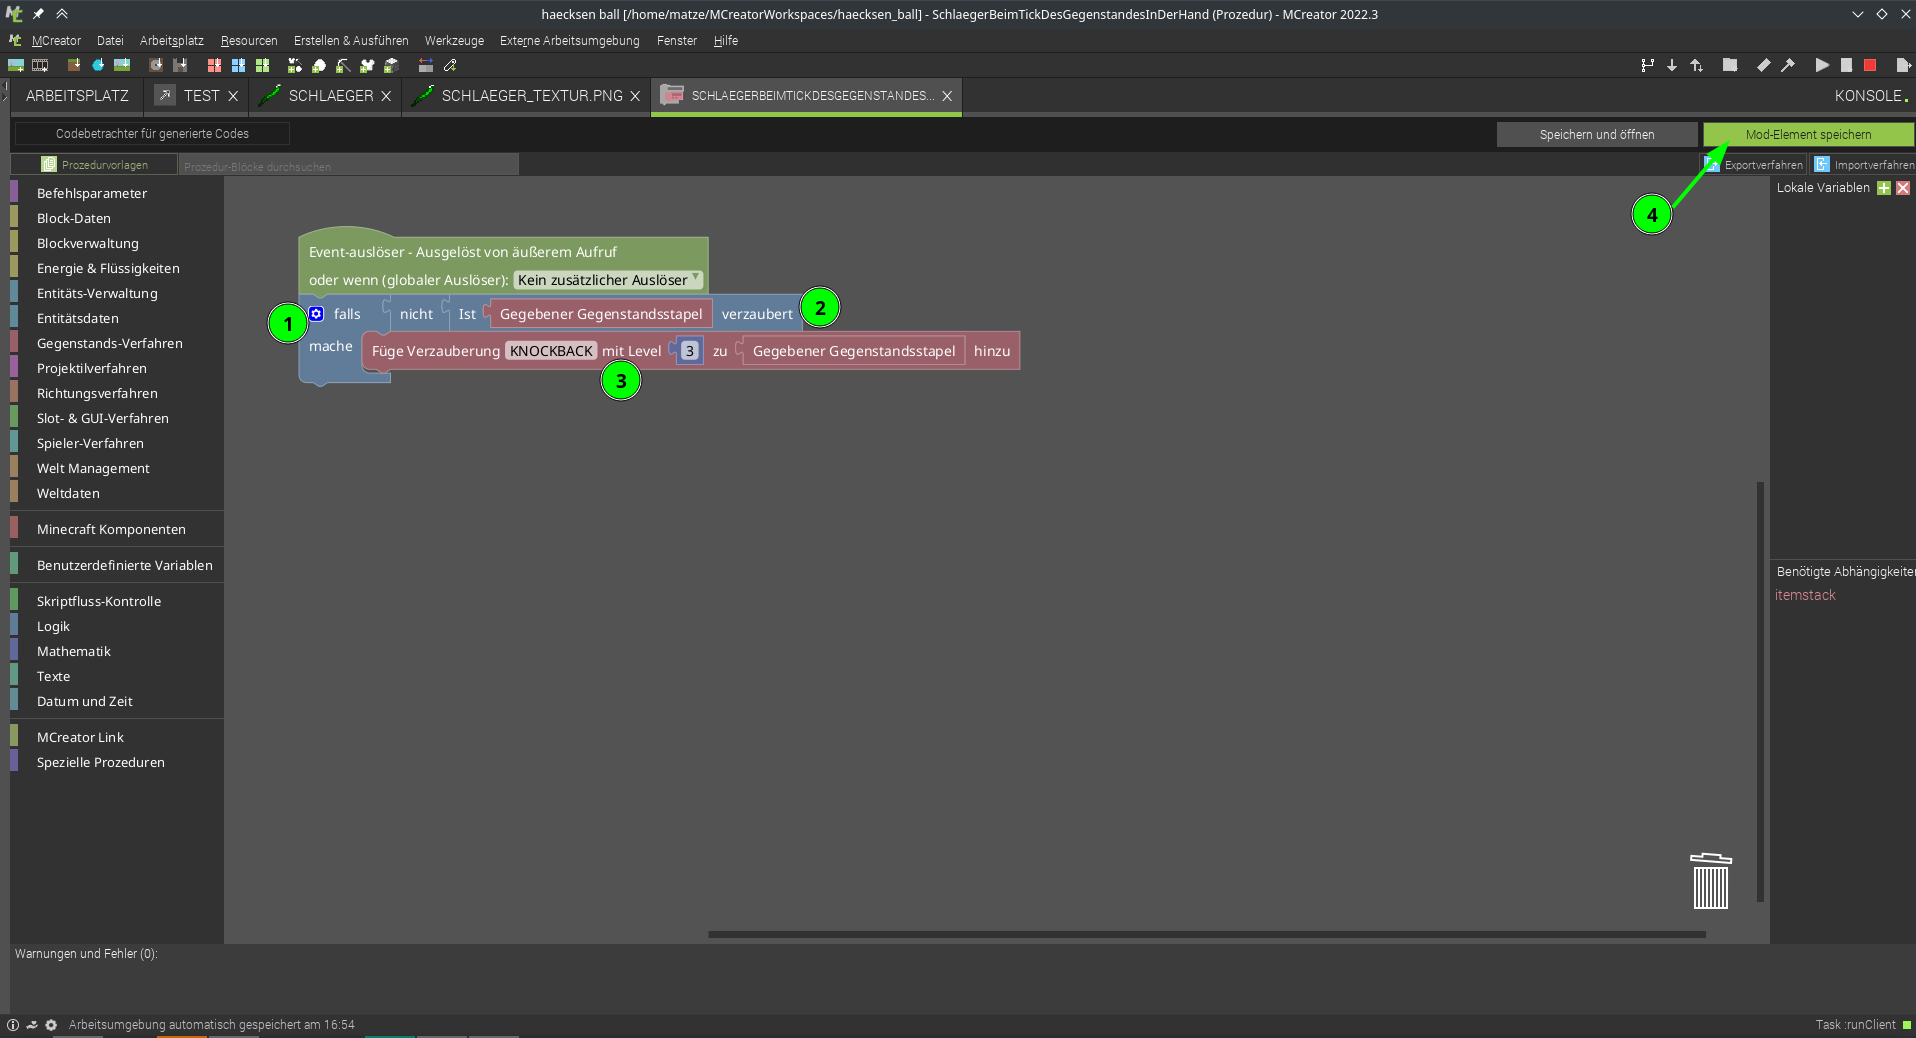 haecksen ball [/home/matze/MCreatorWorkspaces/haecksen_ball] - SchlaegerBeimTickDesGegenstandesInDerHand (Prozedur) - MCreator 2022.3
MCreator Datei Arbeitsplatz Resourcen Erstellen & Ausführen Werkzeuge Externe Arbeitsumgebung Fenster Hilfe
ARBEITSPLATZ TEST SCHLAEGER SCHLAEGER_TEXTUR.PNG SCHLAEGERBEIMTICKDESGEGENSTANDES... KONSOLE
Codebetrachter für generierte Codes Speichern und öffnen Mod-Element speichern
Prozedurvorlagen Prozedur-Blöcke durchsuchen Exportverfahren Importverfahren
Lokale Variablen
4
Befehlsparameter
Block-Daten
Blockverwaltung
Energie & Flüssigkeiten
Entitäts-Verwaltung
Entitätsdaten
Gegenstands-Verfahren
Projektilverfahren
Richtungsverfahren
Slot- & GUI-Verfahren
Spieler-Verfahren
Welt Management
Weltdaten
Minecraft Komponenten
Benutzerdefinierte Variablen
Skriptfluss-Kontrolle
Logik
Mathematik
Texte
Datum und Zeit
MCreator Link
Spezielle Prozeduren
Event-auslöser - Ausgelöst von äußerem Aufruf
oder wenn (globaler Auslöser): Kein zusätzlicher Auslöser
1 falls nicht Ist Gegebener Gegenstandsstapel verzaubert 2
mache Füge Verzauberung KNOCKBACK mit Level 3 zu Gegebener Gegenstandsstapel hinzu
3
Benötigte Abhängigkeiten
itemstack
Warnungen und Fehler (0):
Arbeitsumgebung automatisch gespeichert am 16:54 Task :runClient